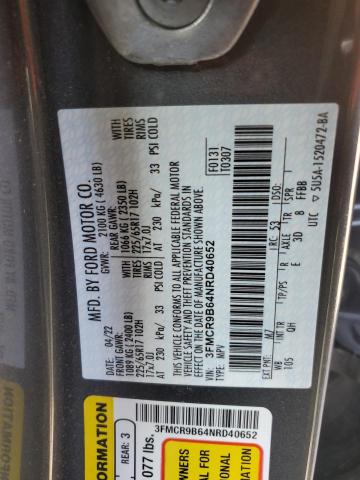 MFD. BY FORD MOTOR CO.
DATE: 04/22
GVWR: 2100 KG ( 4630 LB)
FRONT GAWR:
1089 KG (2400 LB)
REAR GAWR:
1066 KG ( 2350 LB)
WITH
TIRES
RIMS
225/65R17 102H
17x7.0J
AT 230 kPa/ 33 PSI COLD
WITH
TIRES
RIMS
225/65R17 102H
17x7.0J
AT 230 kPa/ 33 PSI COLD
THIS VEHICLE CONFORMS TO ALL APPLICABLE FEDERAL MOTOR
VEHICLE SAFETY AND THEFT PREVENTION STANDARDS IN
EFFECT ON THE DATE OF MANUFACTURE SHOWN ABOVE.
VIN: 3FMCR9B64NRD40652
TYPE: MPV
F0131
T0307
EXT PNT: M7
RC: 53
DSO:
WB
105
QH
TP/PS
R
E
AXLE
3D
TR
8
SPR
FFBB
UTC
5U5A-1520472-BA
3FMCR9B64NRD40652
REAR: 3
077 lbs.